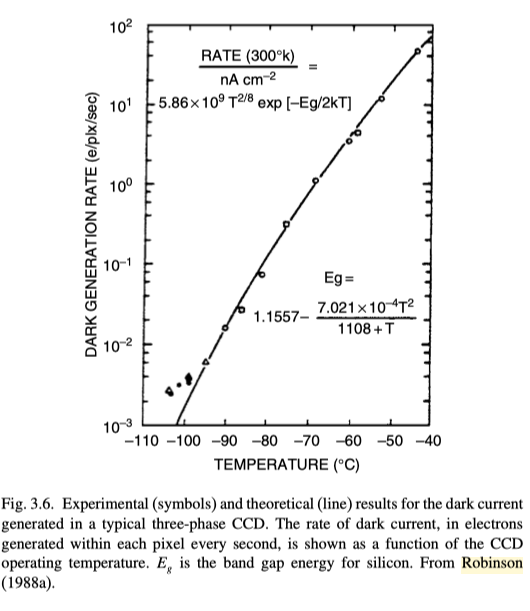 10²
RATE (300°k)
nA cm⁻²
=
5.86×10⁹ T²/⁸ exp [–Eg/2kT]
10¹
10⁰
10⁻¹
10⁻²
10⁻³
DARK GENERATION RATE (e/plx/sec)
Eg=
1.1557–
7.021×10⁻⁴T²
1108+T
–110 –100 –90 –80 –70 –60 –50 –40
TEMPERATURE (°C)
Fig. 3.6. Experimental (symbols) and theoretical (line) results for the dark current
generated in a typical three-phase CCD. The rate of dark current, in electrons
generated within each pixel every second, is shown as a function of the CCD
operating temperature. E_g is the band gap energy for silicon. From Robinson
(1988a).